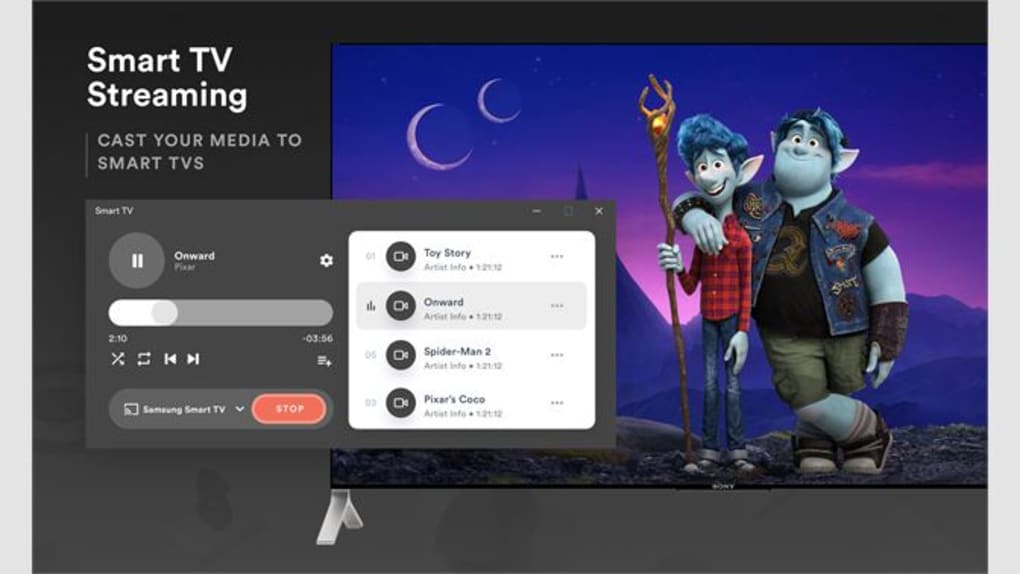 Smart TV
Streaming
CAST YOUR MEDIA TO
SMART TVS
Smart TV
Onward
Pixar
2:10
-03:56
Samsung Smart TV
STOP
01
Toy Story
Artist Info • 1:21:12
Onward
Artist Info • 1:21:12
05
Spider-Man 2
Artist Info • 1:21:12
03
Pixar's Coco
Artist Info • 1:21:12
SONY